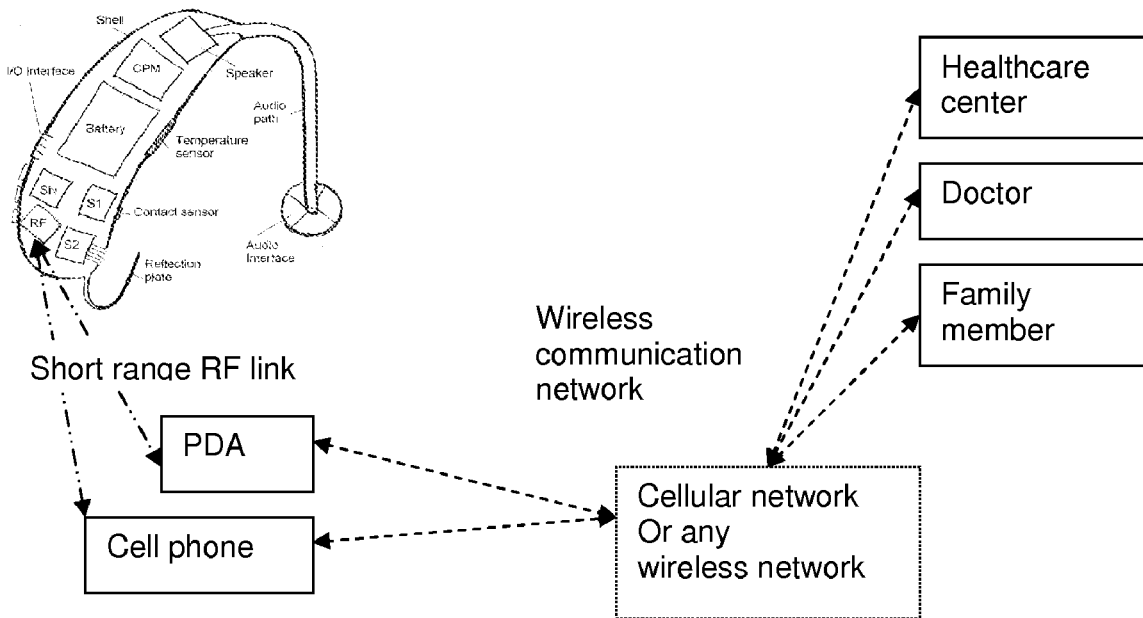 Shell
CPM
Speaker
I/O Interface
Battery
Audio
path
Temperature
sensor
S1
Contact sensor
RF
S2
Audio
Interface
Reflection
plate
Short range RF link
PDA
Cell phone
Wireless
communication
network
Cellular network
Or any
wireless network
Healthcare
center
Doctor
Family
member